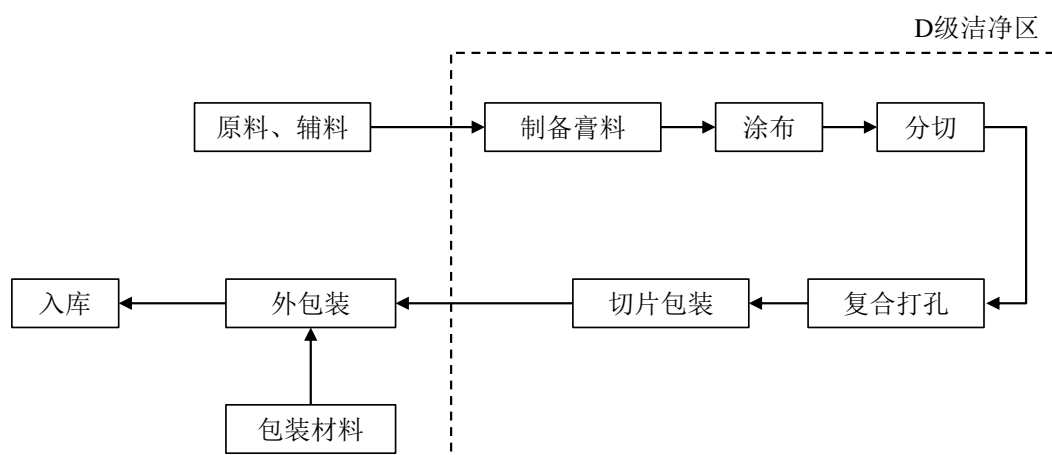 D级洁净区
原料、辅料
制备膏料
涂布
分切
入库
外包装
切片包装
复合打孔
包装材料